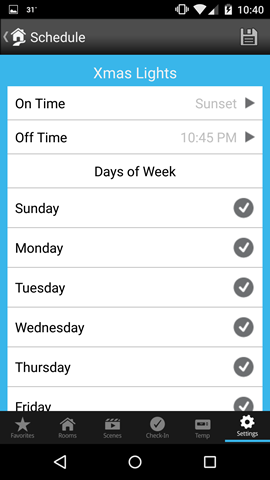 31° 10:40
Schedule
Xmas Lights
On Time Sunset
Off Time 10:45 PM
Days of Week
Sunday
Monday
Tuesday
Wednesday
Thursday
Friday
Favorites Rooms Scenes Check-In Temp Settings